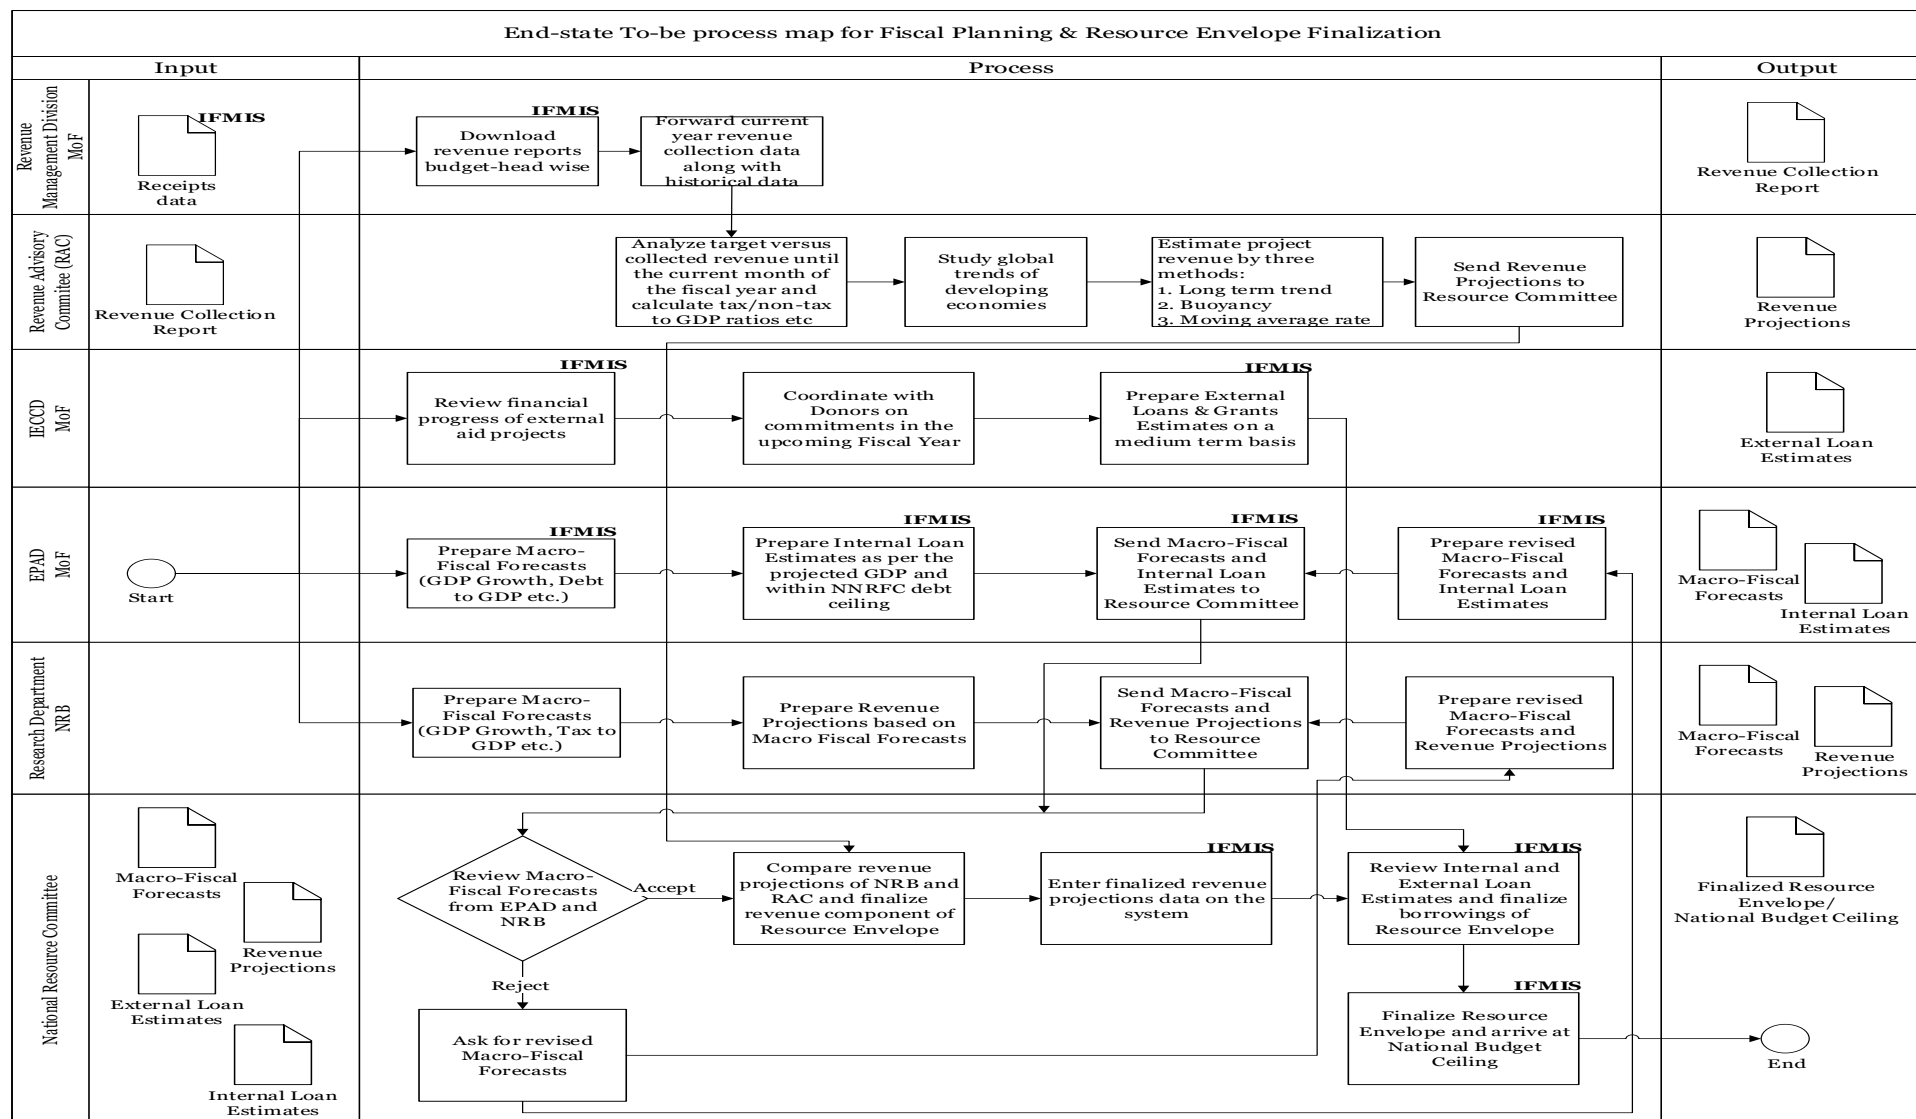 End-state To-be process map for Fiscal Planning & Resource Envelope Finalization
Input
Process
Output
Revenue
Management Division
MoF
IFMIS
Receipts
data
IFMIS
Download
revenue reports
budget-head wise
Forward current
year revenue
collection data
along with
historical data
Revenue Collection
Report
Revenue Advisory
Commitee (RAC)
Revenue Collection
Report
Analyze target versus
collected revenue until
the current month of
the fiscal year and
calculate tax/non-tax
to GDP ratios etc
Study global
trends of
developing
economies
Estimate project
revenue by three
methods:
1. Long term trend
2. Buoyancy
3. Moving average rate
Send Revenue
Projections to
Resource Committee
Revenue
Projections
IECCD
MoF
IFMIS
Review financial
progress of external
aid projects
Coordinate with
Donors on
commitments in the
upcoming Fiscal Year
IFMIS
Prepare External
Loans & Grants
Estimates on a
medium term basis
External Loan
Estimates
EPAD
MoF
Start
IFMIS
Prepare Macro-
Fiscal Forecasts
(GDP Growth, Debt
to GDP etc.)
IFMIS
Prepare Internal Loan
Estimates as per the
projected GDP and
within NNRFC debt
ceiling
IFMIS
Send Macro-Fiscal
Forecasts and
Internal Loan
Estimates to
Resource Committee
IFMIS
Prepare revised
Macro-Fiscal
Forecasts and
Internal Loan
Estimates
Macro-Fiscal
Forecasts
Internal Loan
Estimates
Research Department
NRB
Prepare Macro-
Fiscal Forecasts
(GDP Growth, Tax to
GDP etc.)
Prepare Revenue
Projections based on
Macro Fiscal Forecasts
Send Macro-Fiscal
Forecasts and
Revenue Projections
to Resource
Committee
Prepare revised
Macro-Fiscal
Forecasts and
Revenue Projections
Macro-Fiscal
Forecasts
Revenue
Projections
National Resource Committee
Macro-Fiscal
Forecasts
Revenue
Projections
External Loan
Estimates
Internal Loan
Estimates
Review Macro-
Fiscal Forecasts
from EPAD and
NRB
Accept
Reject
Compare revenue
projections of NRB and
RAC and finalize
revenue component of
Resource Envelope
IFMIS
Enter finalized revenue
projections data on the
system
IFMIS
Review Internal and
External Loan
Estimates and finalize
borrowings of
Resource Envelope
Ask for revised
Macro-Fiscal
Forecasts
IFMIS
Finalize Resource
Envelope and arrive at
National Budget
Ceiling
Finalized Resource
Envelope/
National Budget Ceiling
End